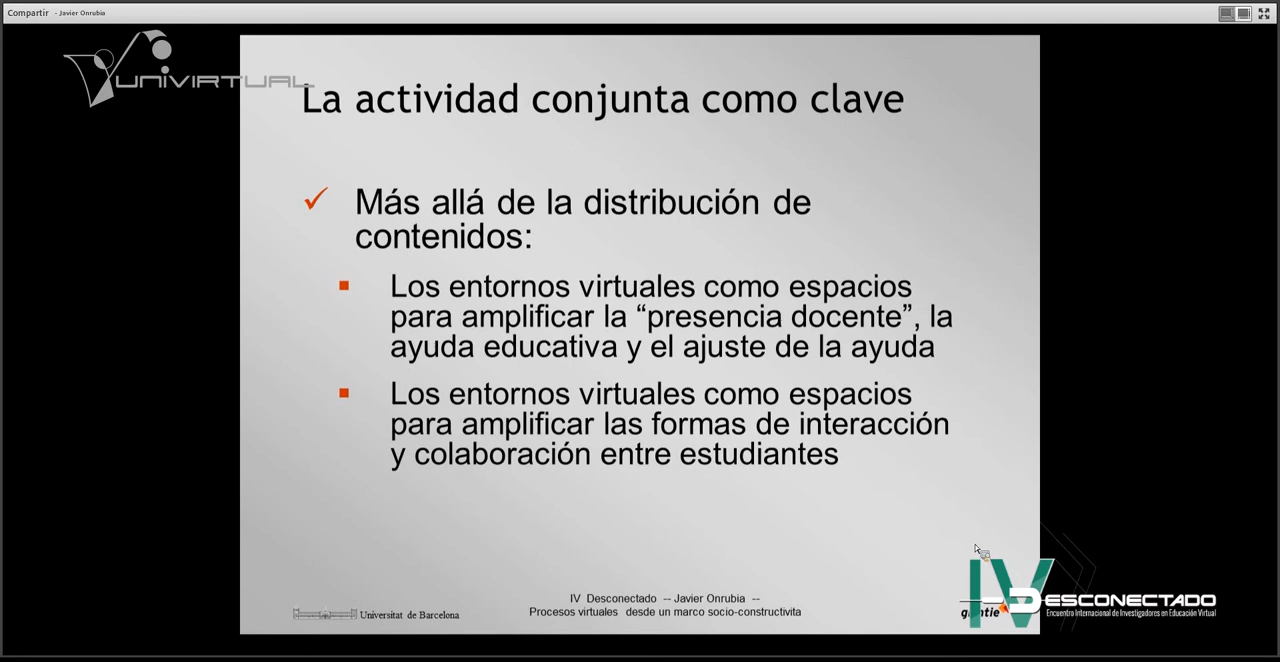 Compartir - Javier Onrubia
UNIVIRTUAL
La actividad conjunta como clave
✓ Más allá de la distribución de
contenidos:
▪ Los entornos virtuales como espacios
para amplificar la “presencia docente”, la
ayuda educativa y el ajuste de la ayuda
▪ Los entornos virtuales como espacios
para amplificar las formas de interacción
y colaboración entre estudiantes
Universitat de Barcelona
IV Desconectado -- Javier Onrubia --
Procesos virtuales desde un marco socio-constructivita
IV DESCONECTADO
Encuentro Internacional de Investigadores en Educación Virtual